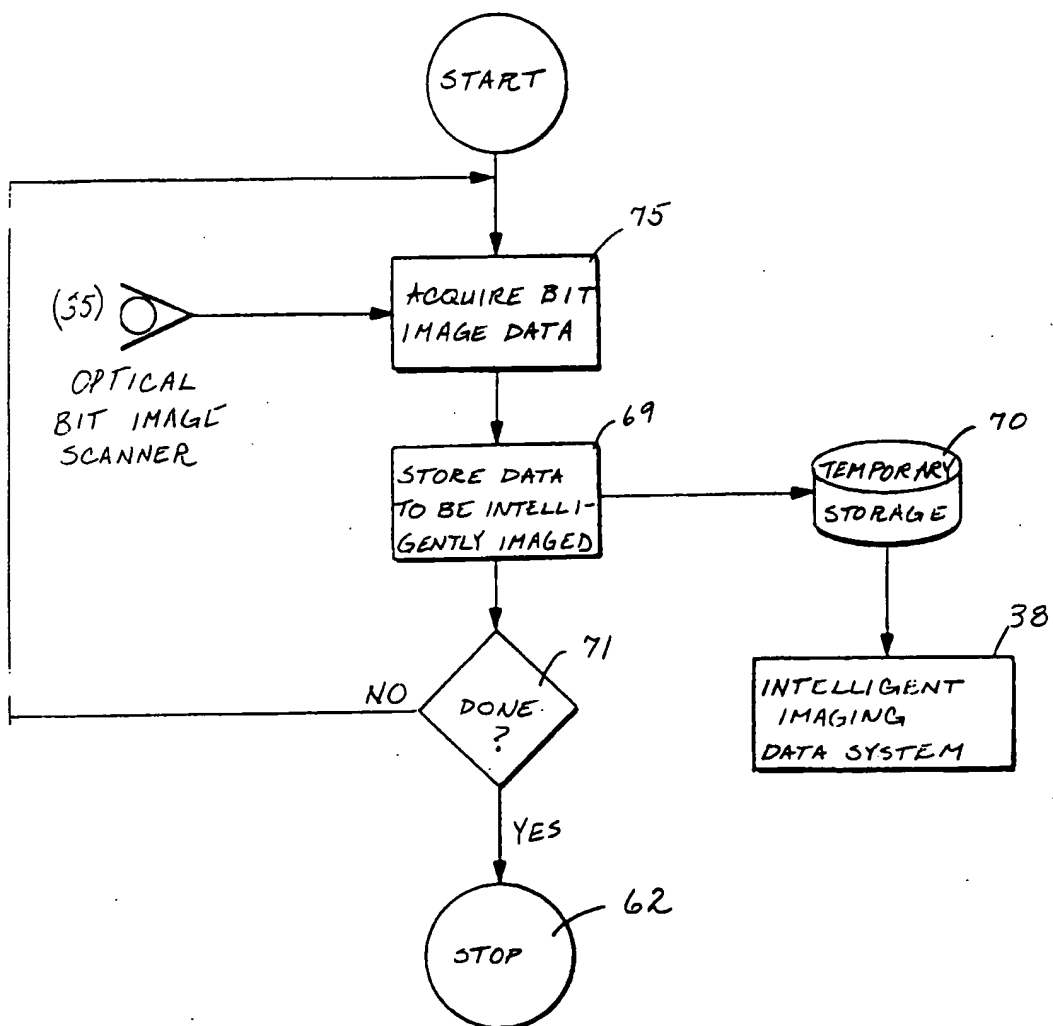 START
75
ACQUIRE BIT
IMAGE DATA
(35)
OPTICAL
BIT IMAGE
SCANNER
69
STORE DATA
TO BE INTELLI-
GENTLY IMAGED
70
TEMPORARY
STORAGE
38
INTELLIGENT
IMAGING
DATA SYSTEM
71
DONE
?
NO
YES
62
STOP